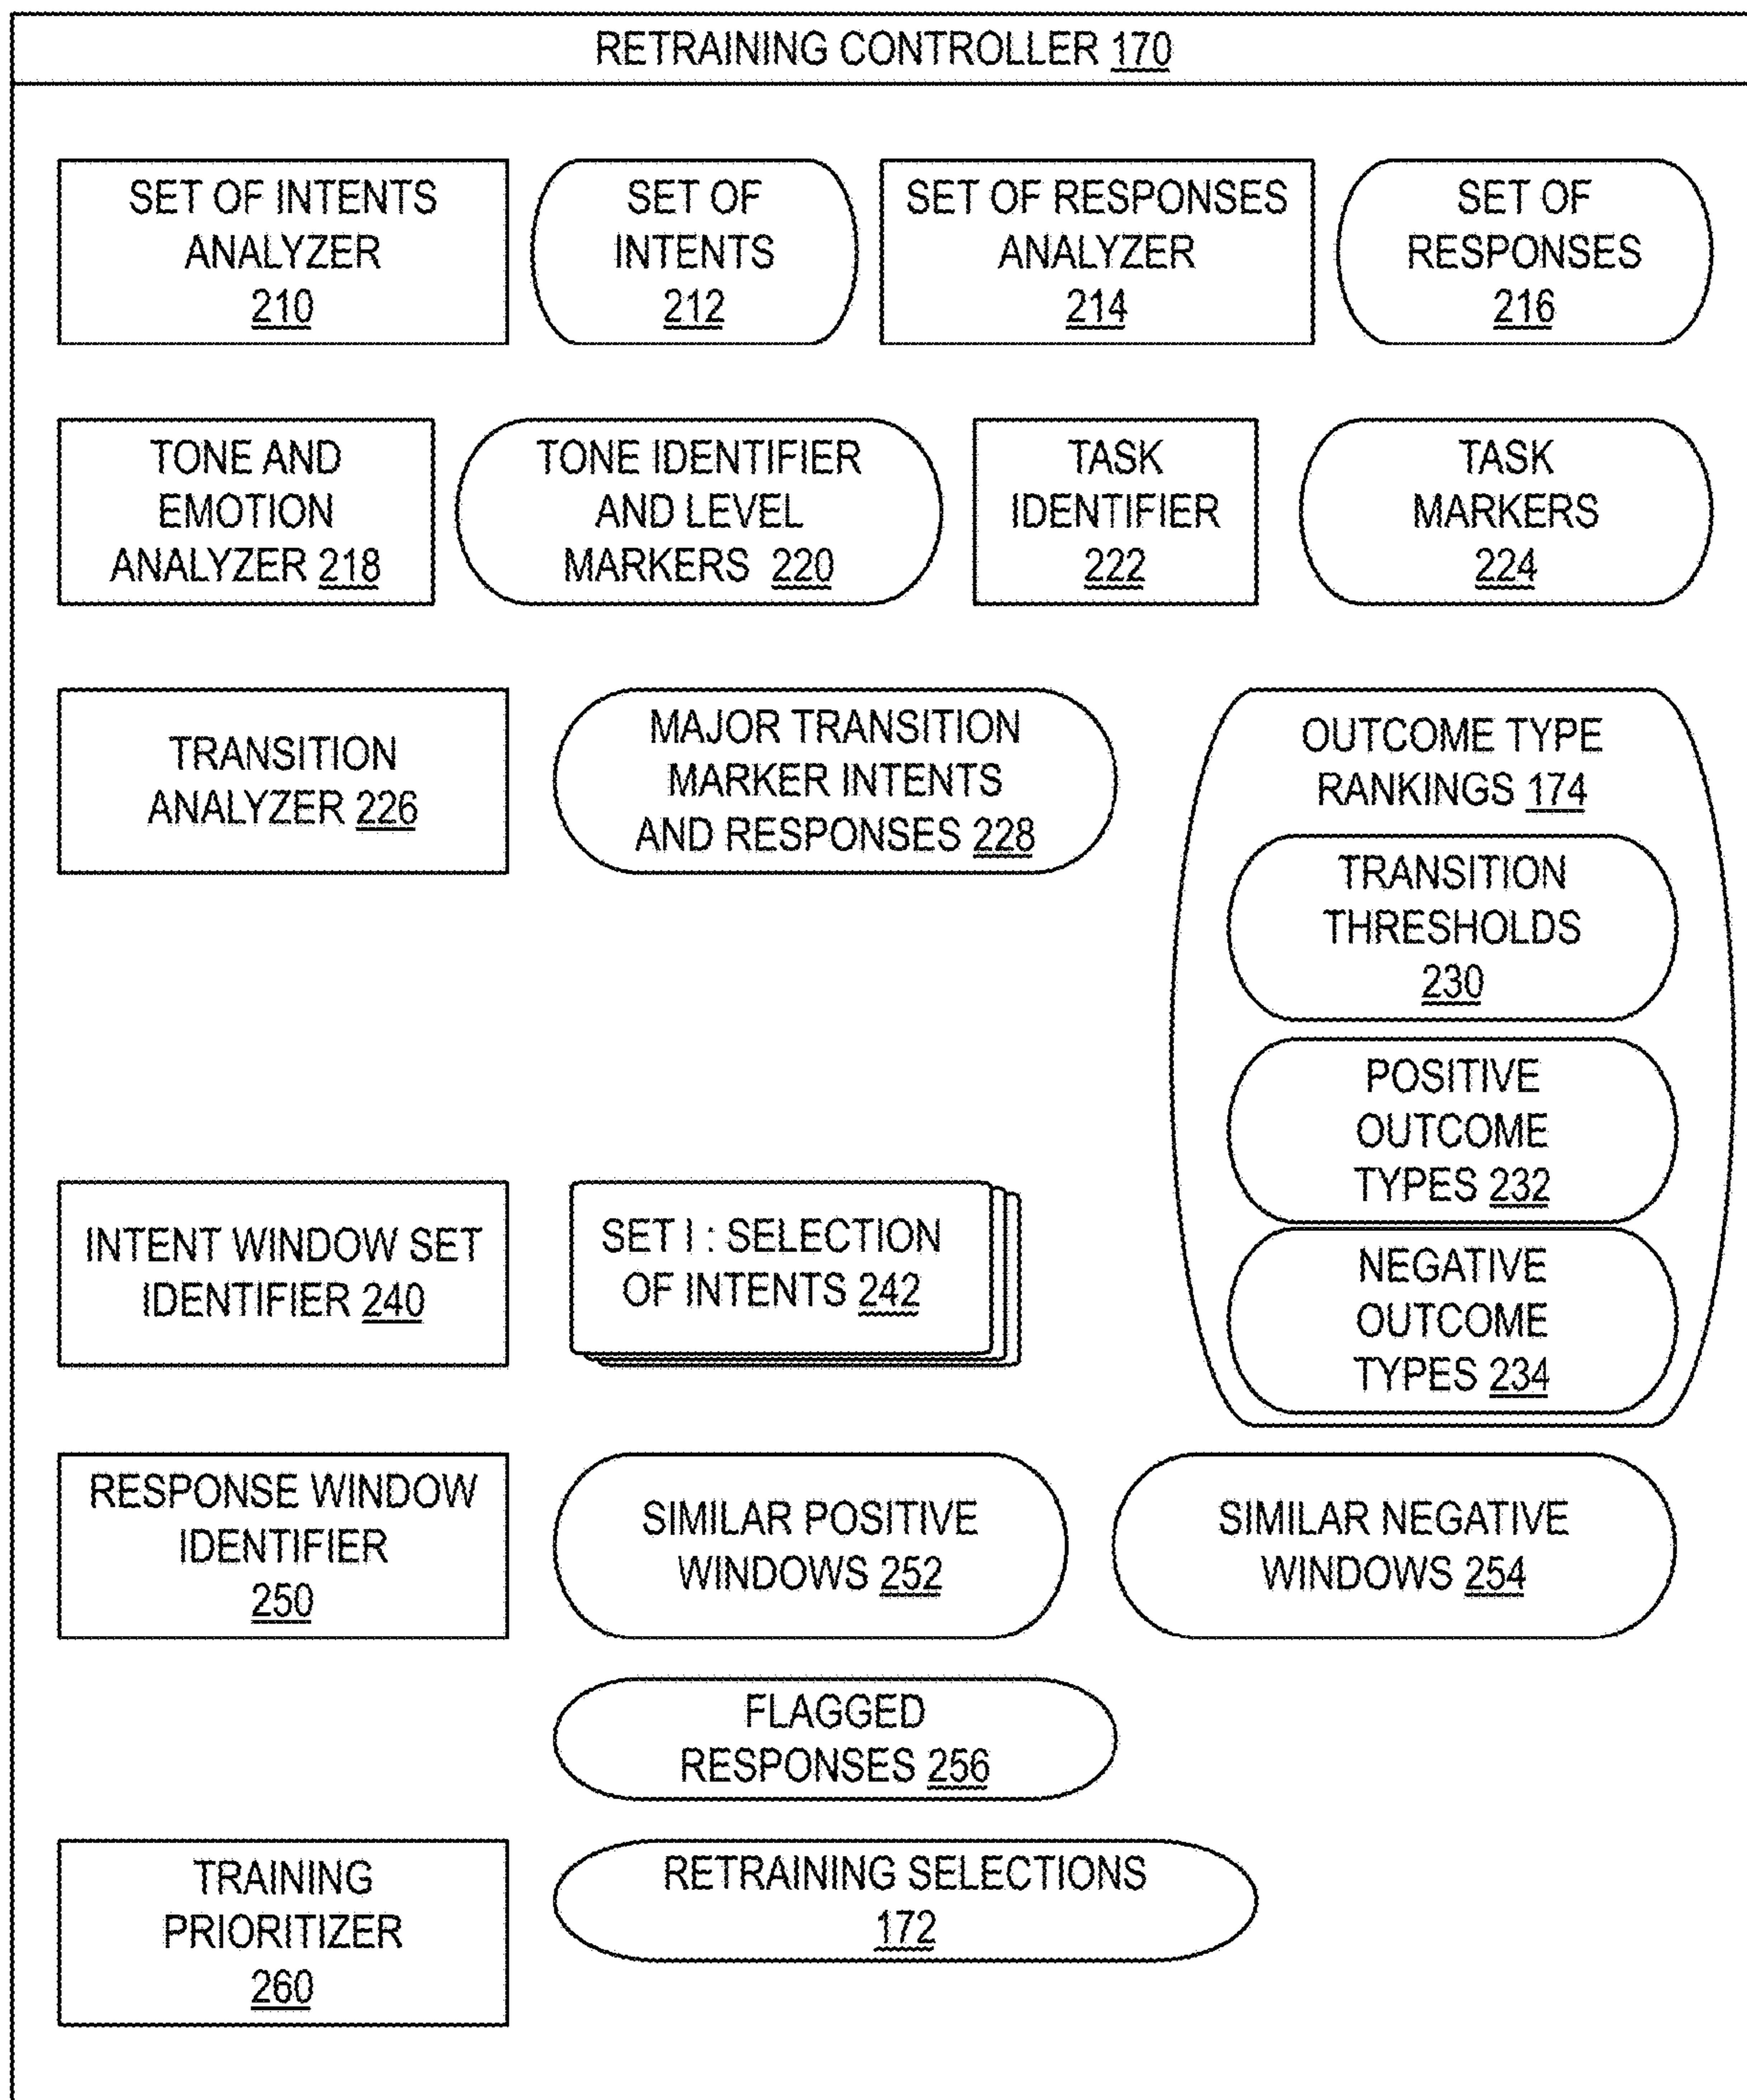 RETRAINING CONTROLLER 170
SET OF INTENTS
ANALYZER
210
SET OF
INTENTS
212
SET OF RESPONSES
ANALYZER
214
SET OF
RESPONSES
216
TONE AND
EMOTION
ANALYZER 218
TONE IDENTIFIER
AND LEVEL
MARKERS 220
TASK
IDENTIFIER
222
TASK
MARKERS
224
TRANSITION
ANALYZER 226
MAJOR TRANSITION
MARKER INTENTS
AND RESPONSES 228
OUTCOME TYPE
RANKINGS 174
TRANSITION
THRESHOLDS
230
POSITIVE
OUTCOME
TYPES 232
NEGATIVE
OUTCOME
TYPES 234
INTENT WINDOW SET
IDENTIFIER 240
SET I : SELECTION
OF INTENTS 242
RESPONSE WINDOW
IDENTIFIER
250
SIMILAR POSITIVE
WINDOWS 252
SIMILAR NEGATIVE
WINDOWS 254
FLAGGED
RESPONSES 256
TRAINING
PRIORITIZER
260
RETRAINING SELECTIONS
172